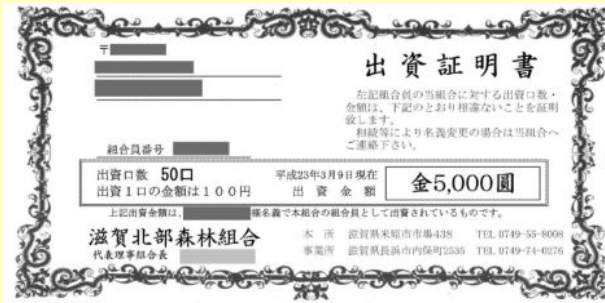 〒
出資証明書
左記組合員の当組合に対する出資口数・
金額は、下記のとおり相違ないことを証明
致します。
相続等により名義変更の場合は当組合へ
ご連絡下さい。
組合員番号
出資口数 50口
出資1口の金額は100円
平成23年3月9日現在
出資金額
金5,000圓
上記出資金額は、 様名義で本組合の組合員として出資されているものです。
滋賀北部森林組合
代表理事組合長
本所 滋賀県米原市市場438 TEL 0749-55-8008
事業所 滋賀県長浜市内保町2535 TEL 0749-74-0276